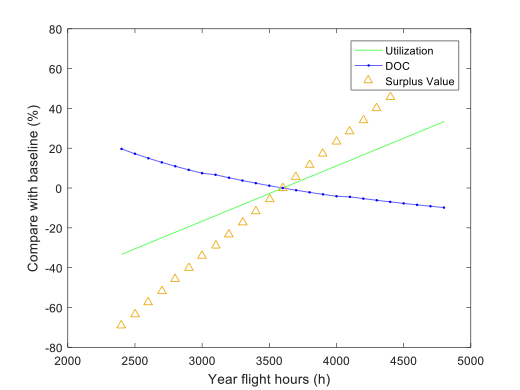 80
60
40
20
0
-20
-40
-60
-80
Compare with baseline (%)
Utilization
DOC
Surplus Value
2000 2500 3000 3500 4000 4500 5000
Year flight hours (h)